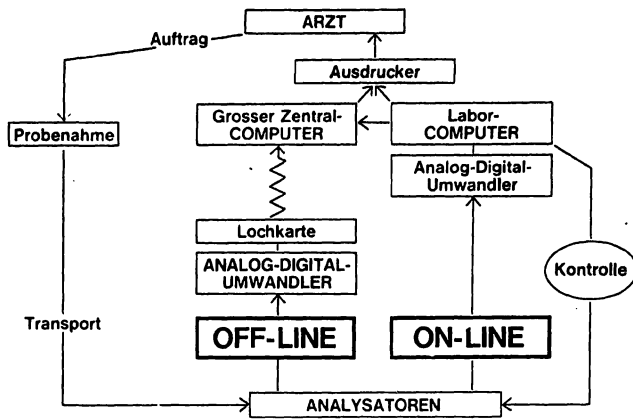 ARZT
Auftrag
Ausdrucker
Grosser Zentral-
COMPUTER
Labor-
COMPUTER
Probenahme
Analog-Digital-
Umwandler
Lochkarte
ANALOG-DIGITAL-
UMWANDLER
Kontrolle
Transport
OFF-LINE
ON-LINE
ANALYSATOREN